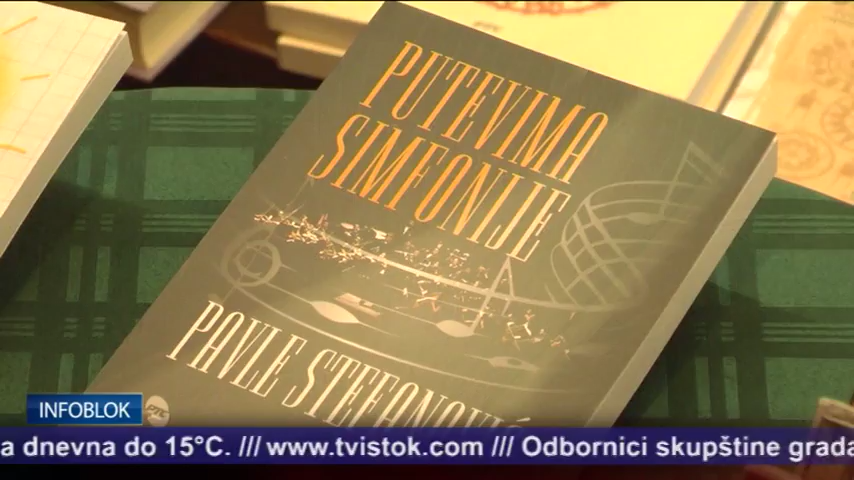 PUTEVIMA
SIMFONIJE
PAVLE STEFANOVIĆ
INFOBLOK
a dnevna do 15°C. /// www.tvistok.com /// Odbornici skupštine grada